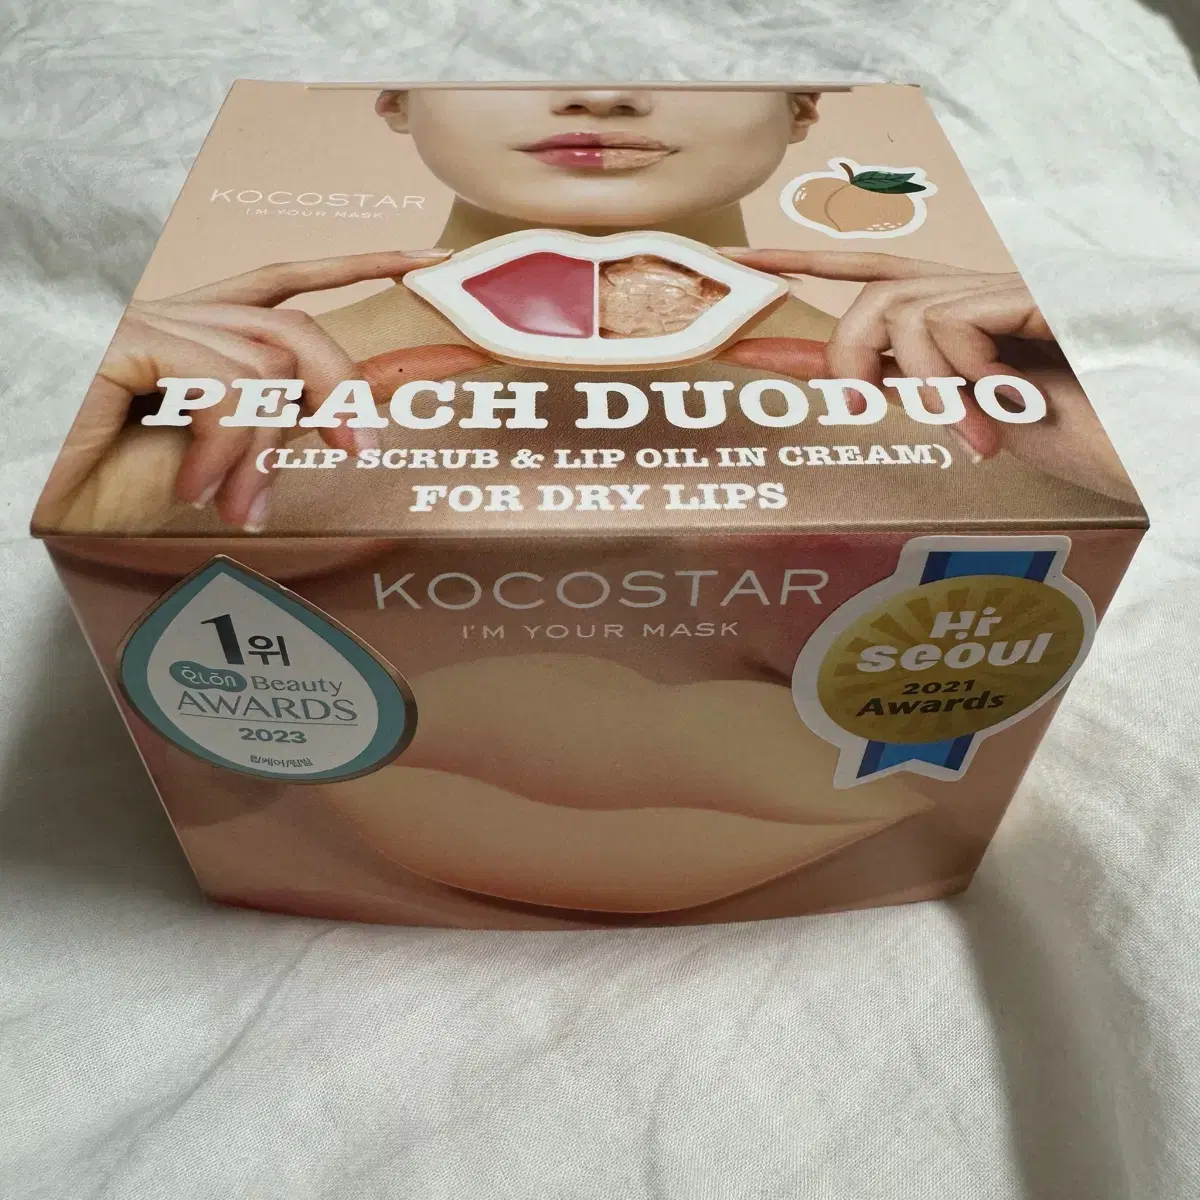 KOCOSTAR
I'M YOUR MASK
PEACH DUODUO
(LIP SCRUB & LIP OIL IN CREAM)
FOR DRY LIPS
KOCOSTAR
I'M YOUR MASK
1위
Beauty
AWARDS
2023
Hi
Seoul
2021
Awards